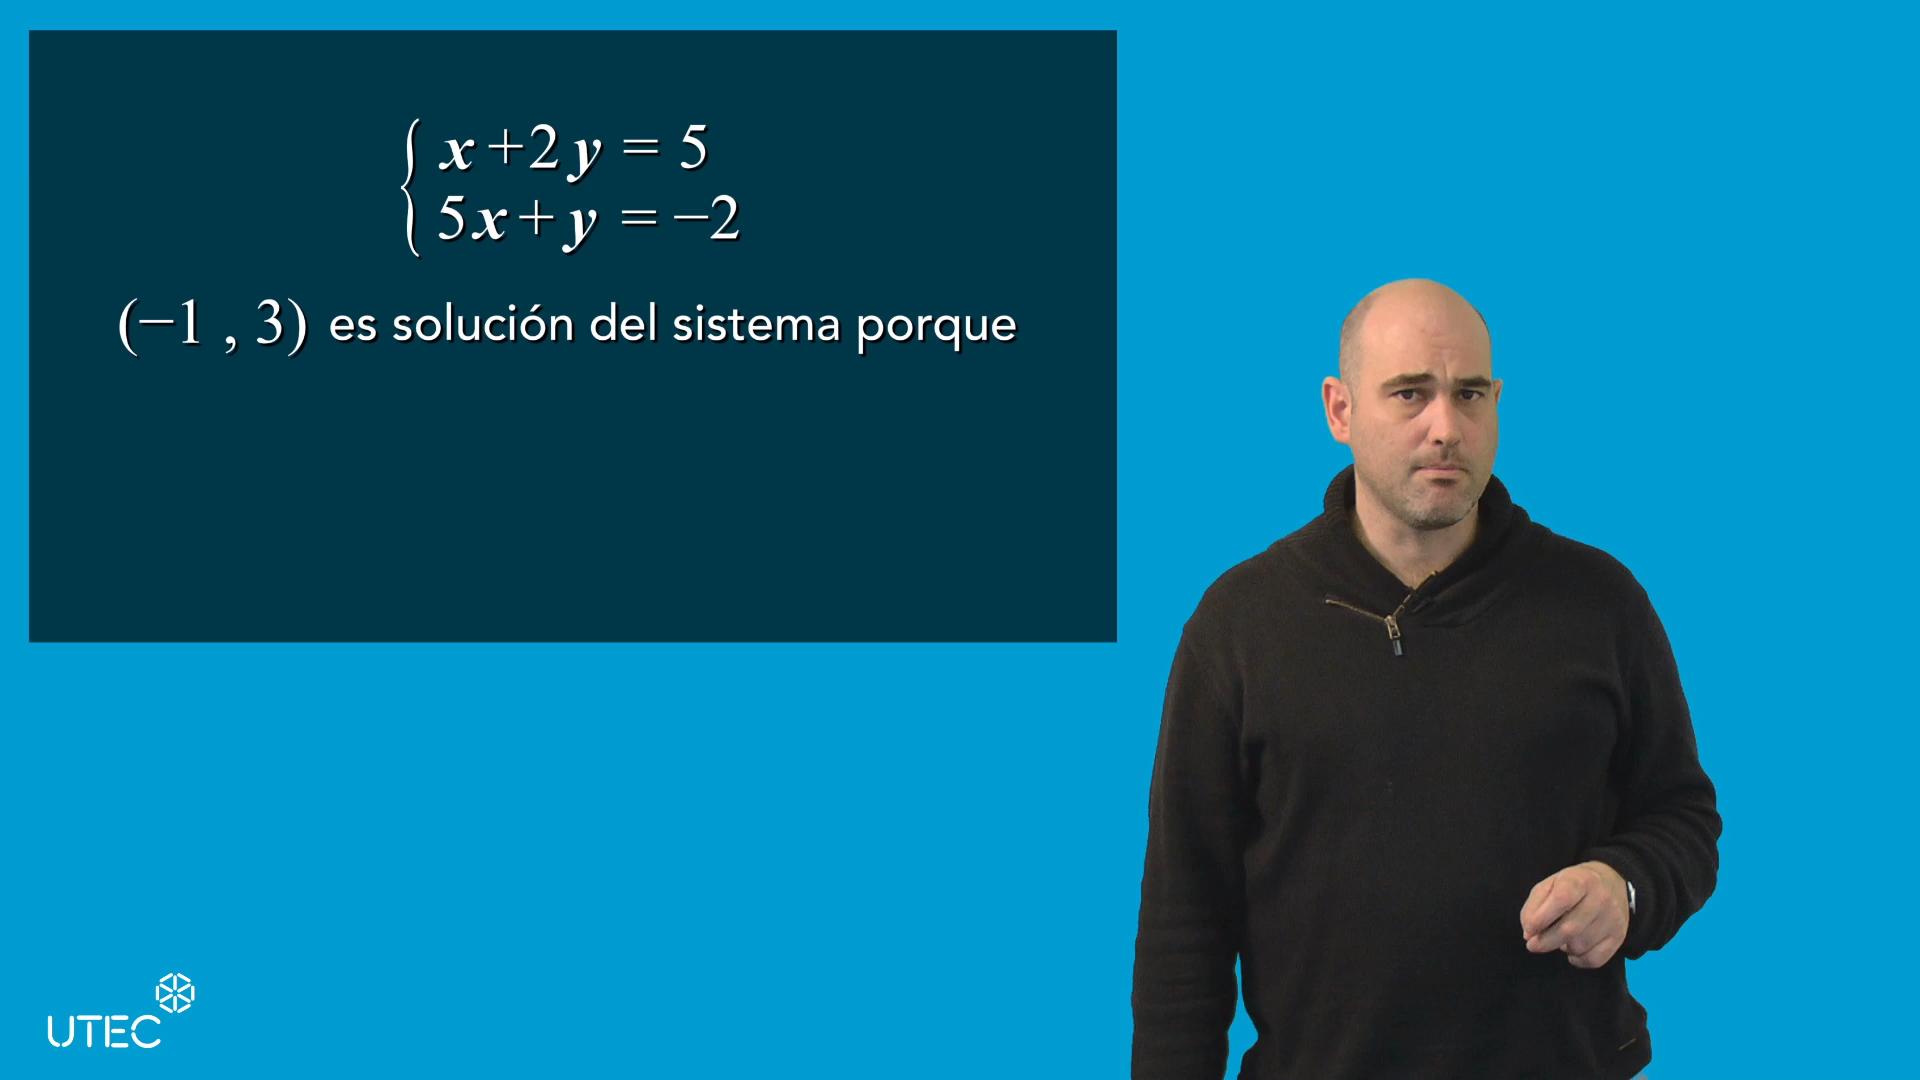 x+2y = 5
5x+y = −2
(−1 , 3) es solución del sistema porque
UTEC